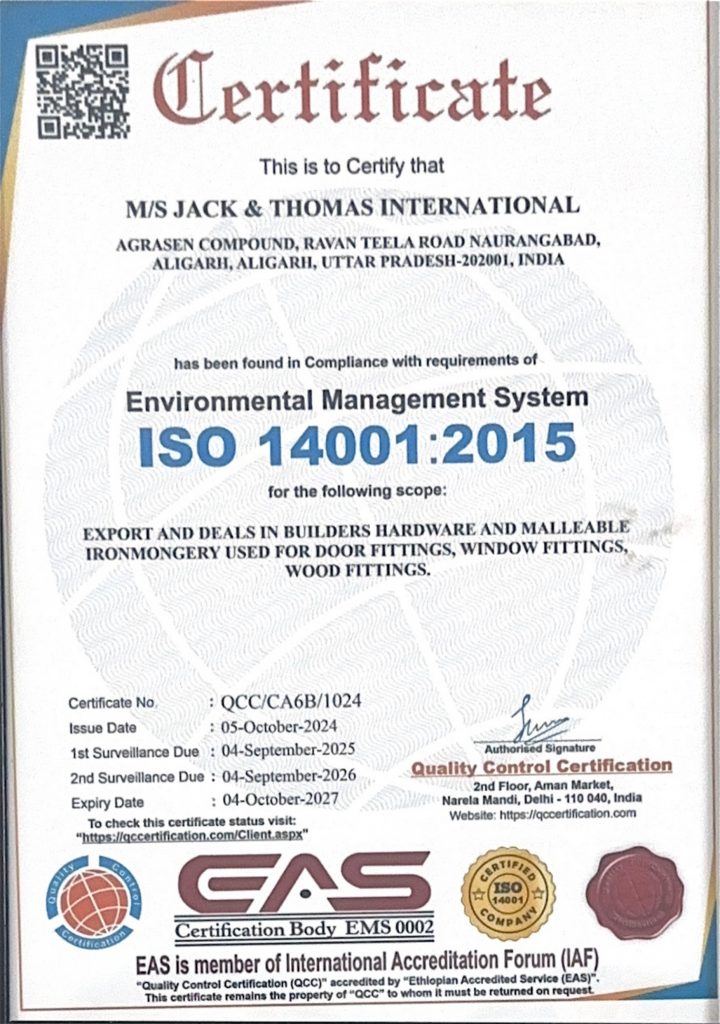 Certificate
This is to Certify that
M/S JACK & THOMAS INTERNATIONAL
AGRASEN COMPOUND, RAVAN TEELA ROAD NAURANGABAD,
ALIGARH, ALIGARH, UTTAR PRADESH-202001, INDIA
has been found in Compliance with requirements of
Environmental Management System
ISO 14001:2015
for the following scope:
EXPORT AND DEALS IN BUILDERS HARDWARE AND MALLEABLE
IRONMONGERY USED FOR DOOR FITTINGS, WINDOW FITTINGS,
WOOD FITTINGS.
Certificate No. : QCC/CA6B/1024
Issue Date : 05-October-2024
1st Surveillance Due : 04-September-2025
2nd Surveillance Due : 04-September-2026
Expiry Date : 04-October-2027
To check this certificate status visit:
"https://qccertification.com/Client.aspx"
Authorised Signature
Quality Control Certification
2nd Floor, Aman Market,
Narela Mandi, Delhi - 110 040, India
Website: https://qccertification.com
Quality Control
Certification
EAS
Certification Body EMS 0002
CERTIFIED
ISO
14001
COMPANY
EAS is member of International Accreditation Forum (IAF)
"Quality Control Certification (QCC)" accredited by "Ethiopian Accredited Service (EAS)".
This certificate remains the property of "QCC" to whom it must be returned on request.